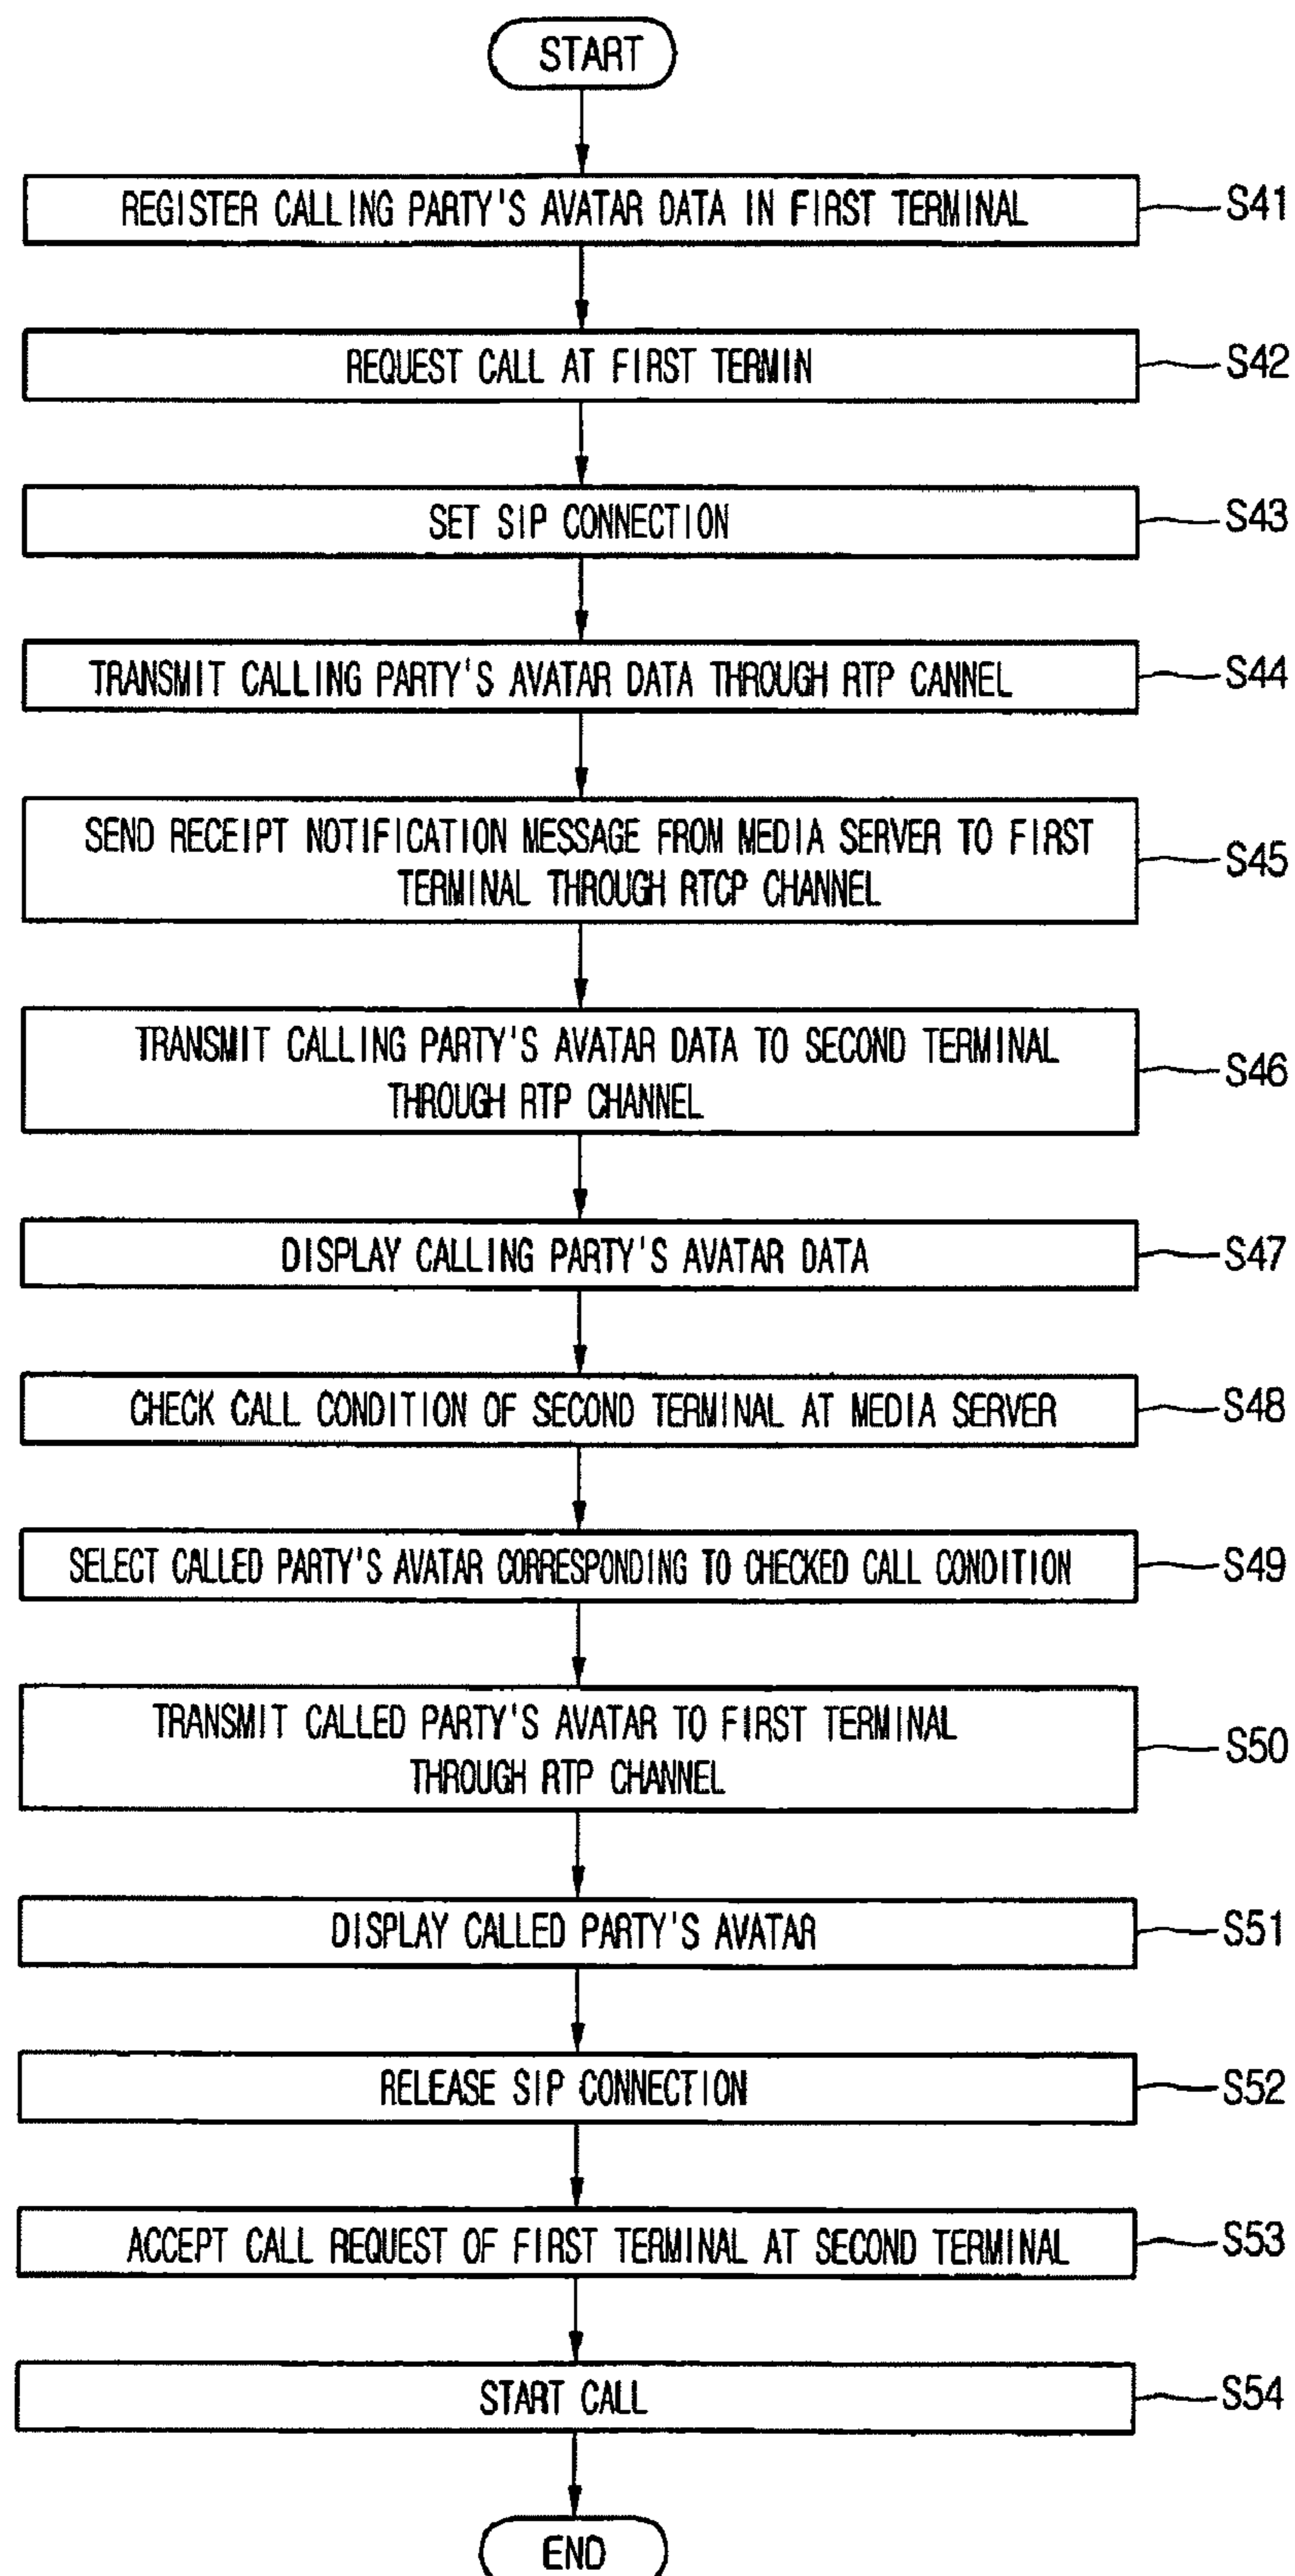 START
REGISTER CALLING PARTY'S AVATAR DATA IN FIRST TERMINAL
S41
REQUEST CALL AT FIRST TERMIN
S42
SET SIP CONNECTION
S43
TRANSMIT CALLING PARTY'S AVATAR DATA THROUGH RTP CANNEL
S44
SEND RECEIPT NOTIFICATION MESSAGE FROM MEDIA SERVER TO FIRST
TERMINAL THROUGH RTCP CHANNEL
S45
TRANSMIT CALLING PARTY'S AVATAR DATA TO SECOND TERMINAL
THROUGH RTP CHANNEL
S46
DISPLAY CALLING PARTY'S AVATAR DATA
S47
CHECK CALL CONDITION OF SECOND TERMINAL AT MEDIA SERVER
S48
SELECT CALLED PARTY'S AVATAR CORRESPONDING TO CHECKED CALL CONDITION
S49
TRANSMIT CALLED PARTY'S AVATAR TO FIRST TERMINAL
THROUGH RTP CHANNEL
S50
DISPLAY CALLED PARTY'S AVATAR
S51
RELEASE SIP CONNECTION
S52
ACCEPT CALL REQUEST OF FIRST TERMINAL AT SECOND TERMINAL
S53
START CALL
S54
END